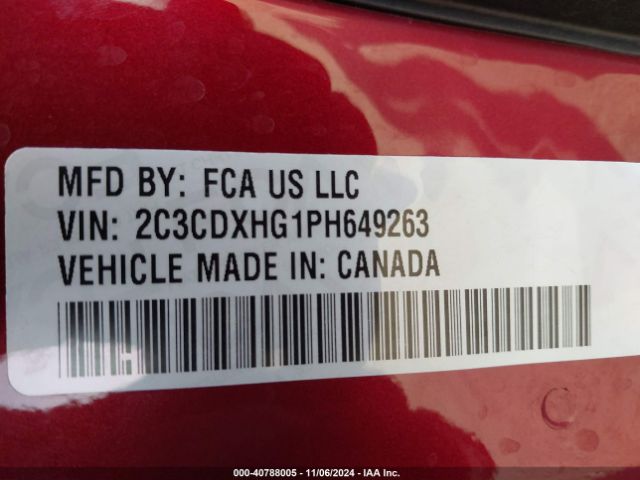 MFD BY: FCA US LLC
VIN: 2C3CDXHG1PH649263
VEHICLE MADE IN: CANADA
000-40788005 - 11/06/2024 - IAA Inc.